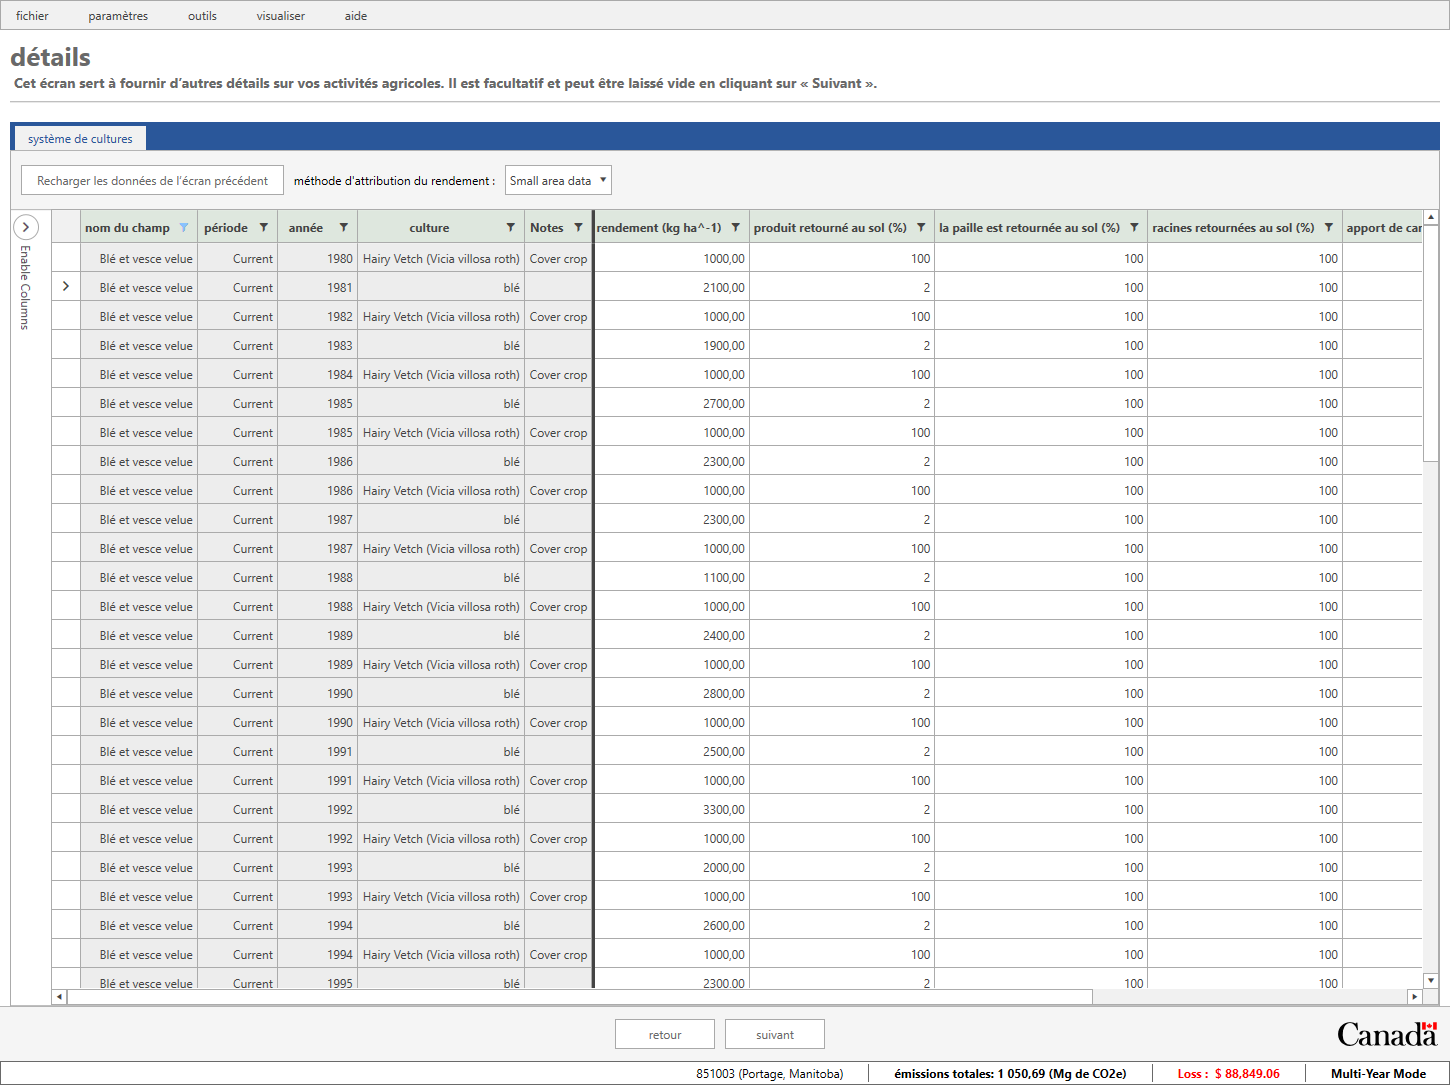 fichier paramètres outils visualiser aide
détails
Cet écran sert à fournir d'autres détails sur vos activités agricoles. Il est facultatif et peut être laissé vide en cliquant sur « Suivant ».
système de cultures
Recharger les données de l'écran précédent méthode d'attribution du rendement : Small area data
Enable Columns
nom du champ période année culture Notes rendement (kg ha^-1) produit retourné au sol (%) la paille est retournée au sol (%) racines retournées au sol (%) apport de car
Blé et vesce velue Current 1980 Hairy Vetch (Vicia villosa roth) Cover crop 1000,00 100 100 100
Blé et vesce velue Current 1981 blé 2100,00 2 100 100
Blé et vesce velue Current 1982 Hairy Vetch (Vicia villosa roth) Cover crop 1000,00 100 100 100
Blé et vesce velue Current 1983 blé 1900,00 2 100 100
Blé et vesce velue Current 1984 Hairy Vetch (Vicia villosa roth) Cover crop 1000,00 100 100 100
Blé et vesce velue Current 1985 blé 2700,00 2 100 100
Blé et vesce velue Current 1985 Hairy Vetch (Vicia villosa roth) Cover crop 1000,00 100 100 100
Blé et vesce velue Current 1986 blé 2300,00 2 100 100
Blé et vesce velue Current 1986 Hairy Vetch (Vicia villosa roth) Cover crop 1000,00 100 100 100
Blé et vesce velue Current 1987 blé 2300,00 2 100 100
Blé et vesce velue Current 1987 Hairy Vetch (Vicia villosa roth) Cover crop 1000,00 100 100 100
Blé et vesce velue Current 1988 blé 1100,00 2 100 100
Blé et vesce velue Current 1988 Hairy Vetch (Vicia villosa roth) Cover crop 1000,00 100 100 100
Blé et vesce velue Current 1989 blé 2400,00 2 100 100
Blé et vesce velue Current 1989 Hairy Vetch (Vicia villosa roth) Cover crop 1000,00 100 100 100
Blé et vesce velue Current 1990 blé 2800,00 2 100 100
Blé et vesce velue Current 1990 Hairy Vetch (Vicia villosa roth) Cover crop 1000,00 100 100 100
Blé et vesce velue Current 1991 blé 2500,00 2 100 100
Blé et vesce velue Current 1991 Hairy Vetch (Vicia villosa roth) Cover crop 1000,00 100 100 100
Blé et vesce velue Current 1992 blé 3300,00 2 100 100
Blé et vesce velue Current 1992 Hairy Vetch (Vicia villosa roth) Cover crop 1000,00 100 100 100
Blé et vesce velue Current 1993 blé 2000,00 2 100 100
Blé et vesce velue Current 1993 Hairy Vetch (Vicia villosa roth) Cover crop 1000,00 100 100 100
Blé et vesce velue Current 1994 blé 2600,00 2 100 100
Blé et vesce velue Current 1994 Hairy Vetch (Vicia villosa roth) Cover crop 1000,00 100 100 100
Blé et vesce velue Current 1995 blé 2300,00 2 100 100
retour suivant Canada
851003 (Portage, Manitoba) émissions totales: 1 050,69 (Mg de CO2e) Loss : $ 88,849.06 Multi-Year Mode